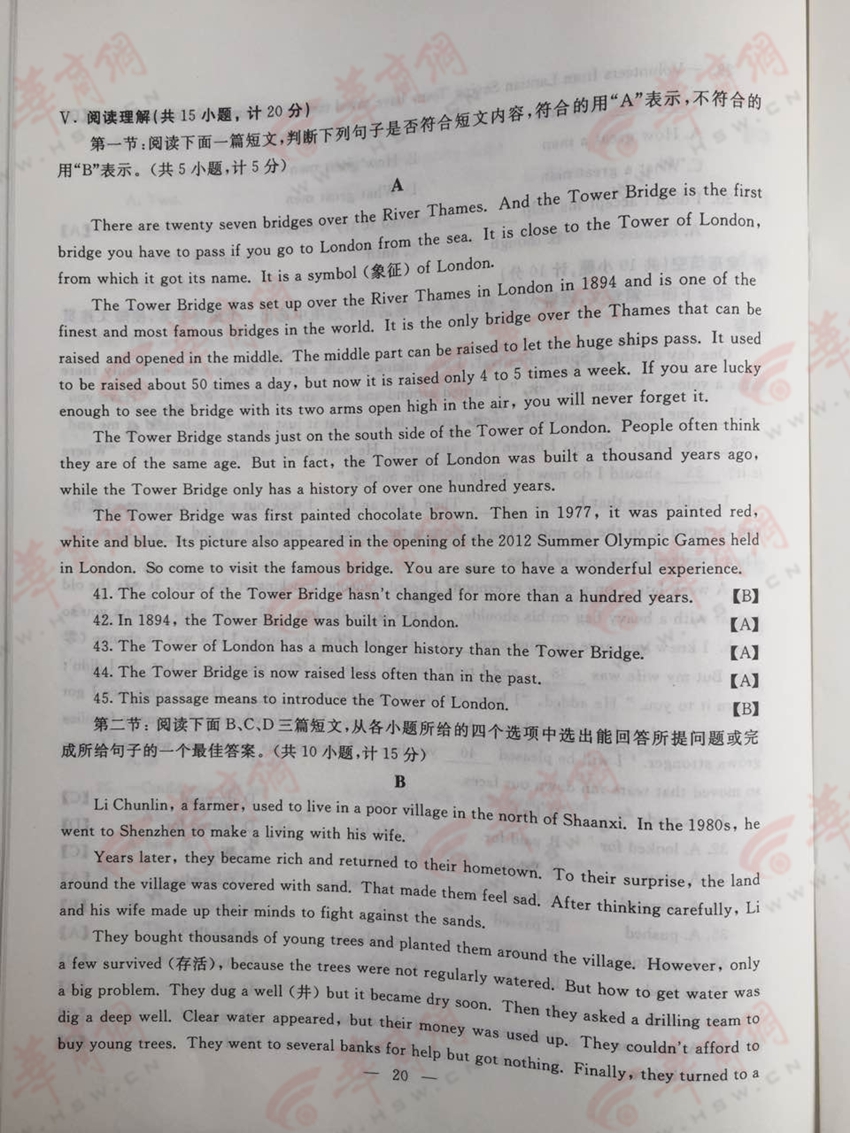 V. 阅读理解(共 15 小题，计 20 分)
第一节：阅读下面一篇短文，判断下列句子是否符合短文内容，符合的用“A”表示，不符合的
用“B”表示。(共 5 小题，计 5 分)
A
There are twenty seven bridges over the River Thames. And the Tower Bridge is the first
bridge you have to pass if you go to London from the sea. It is close to the Tower of London,
from which it got its name. It is a symbol (象征) of London.
The Tower Bridge was set up over the River Thames in London in 1894 and is one of the
finest and most famous bridges in the world. It is the only bridge over the Thames that can be
raised and opened in the middle. The middle part can be raised to let the huge ships pass. It used
to be raised about 50 times a day, but now it is raised only 4 to 5 times a week. If you are lucky
enough to see the bridge with its two arms open high in the air, you will never forget it.
The Tower Bridge stands just on the south side of the Tower of London. People often think
they are of the same age. But in fact, the Tower of London was built a thousand years ago,
while the Tower Bridge only has a history of over one hundred years.
The Tower Bridge was first painted chocolate brown. Then in 1977, it was painted red,
white and blue. Its picture also appeared in the opening of the 2012 Summer Olympic Games held
in London. So come to visit the famous bridge. You are sure to have a wonderful experience.
41. The colour of the Tower Bridge hasn't changed for more than a hundred years. 【B】
42. In 1894, the Tower Bridge was built in London. 【A】
43. The Tower of London has a much longer history than the Tower Bridge. 【A】
44. The Tower Bridge is now raised less often than in the past. 【A】
45. This passage means to introduce the Tower of London. 【B】
第二节：阅读下面 B、C、D 三篇短文，从各小题所给的四个选项中选出能回答所提问题或完
成所给句子的一个最佳答案。(共 10 小题，计 15 分)
B
Li Chunlin, a farmer, used to live in a poor village in the north of Shaanxi. In the 1980s, he
went to Shenzhen to make a living with his wife.
Years later, they became rich and returned to their hometown. To their surprise, the land
around the village was covered with sand. That made them feel sad. After thinking carefully, Li
and his wife made up their minds to fight against the sands.
They bought thousands of young trees and planted them around the village. However, only
a few survived (存活), because the trees were not regularly watered. But how to get water was
a big problem. They dug a well (井) but it became dry soon. Then they asked a drilling team to
dig a deep well. Clear water appeared, but their money was used up. They couldn't afford to
buy young trees. They went to several banks for help but got nothing. Finally, they turned to a
— 20 —